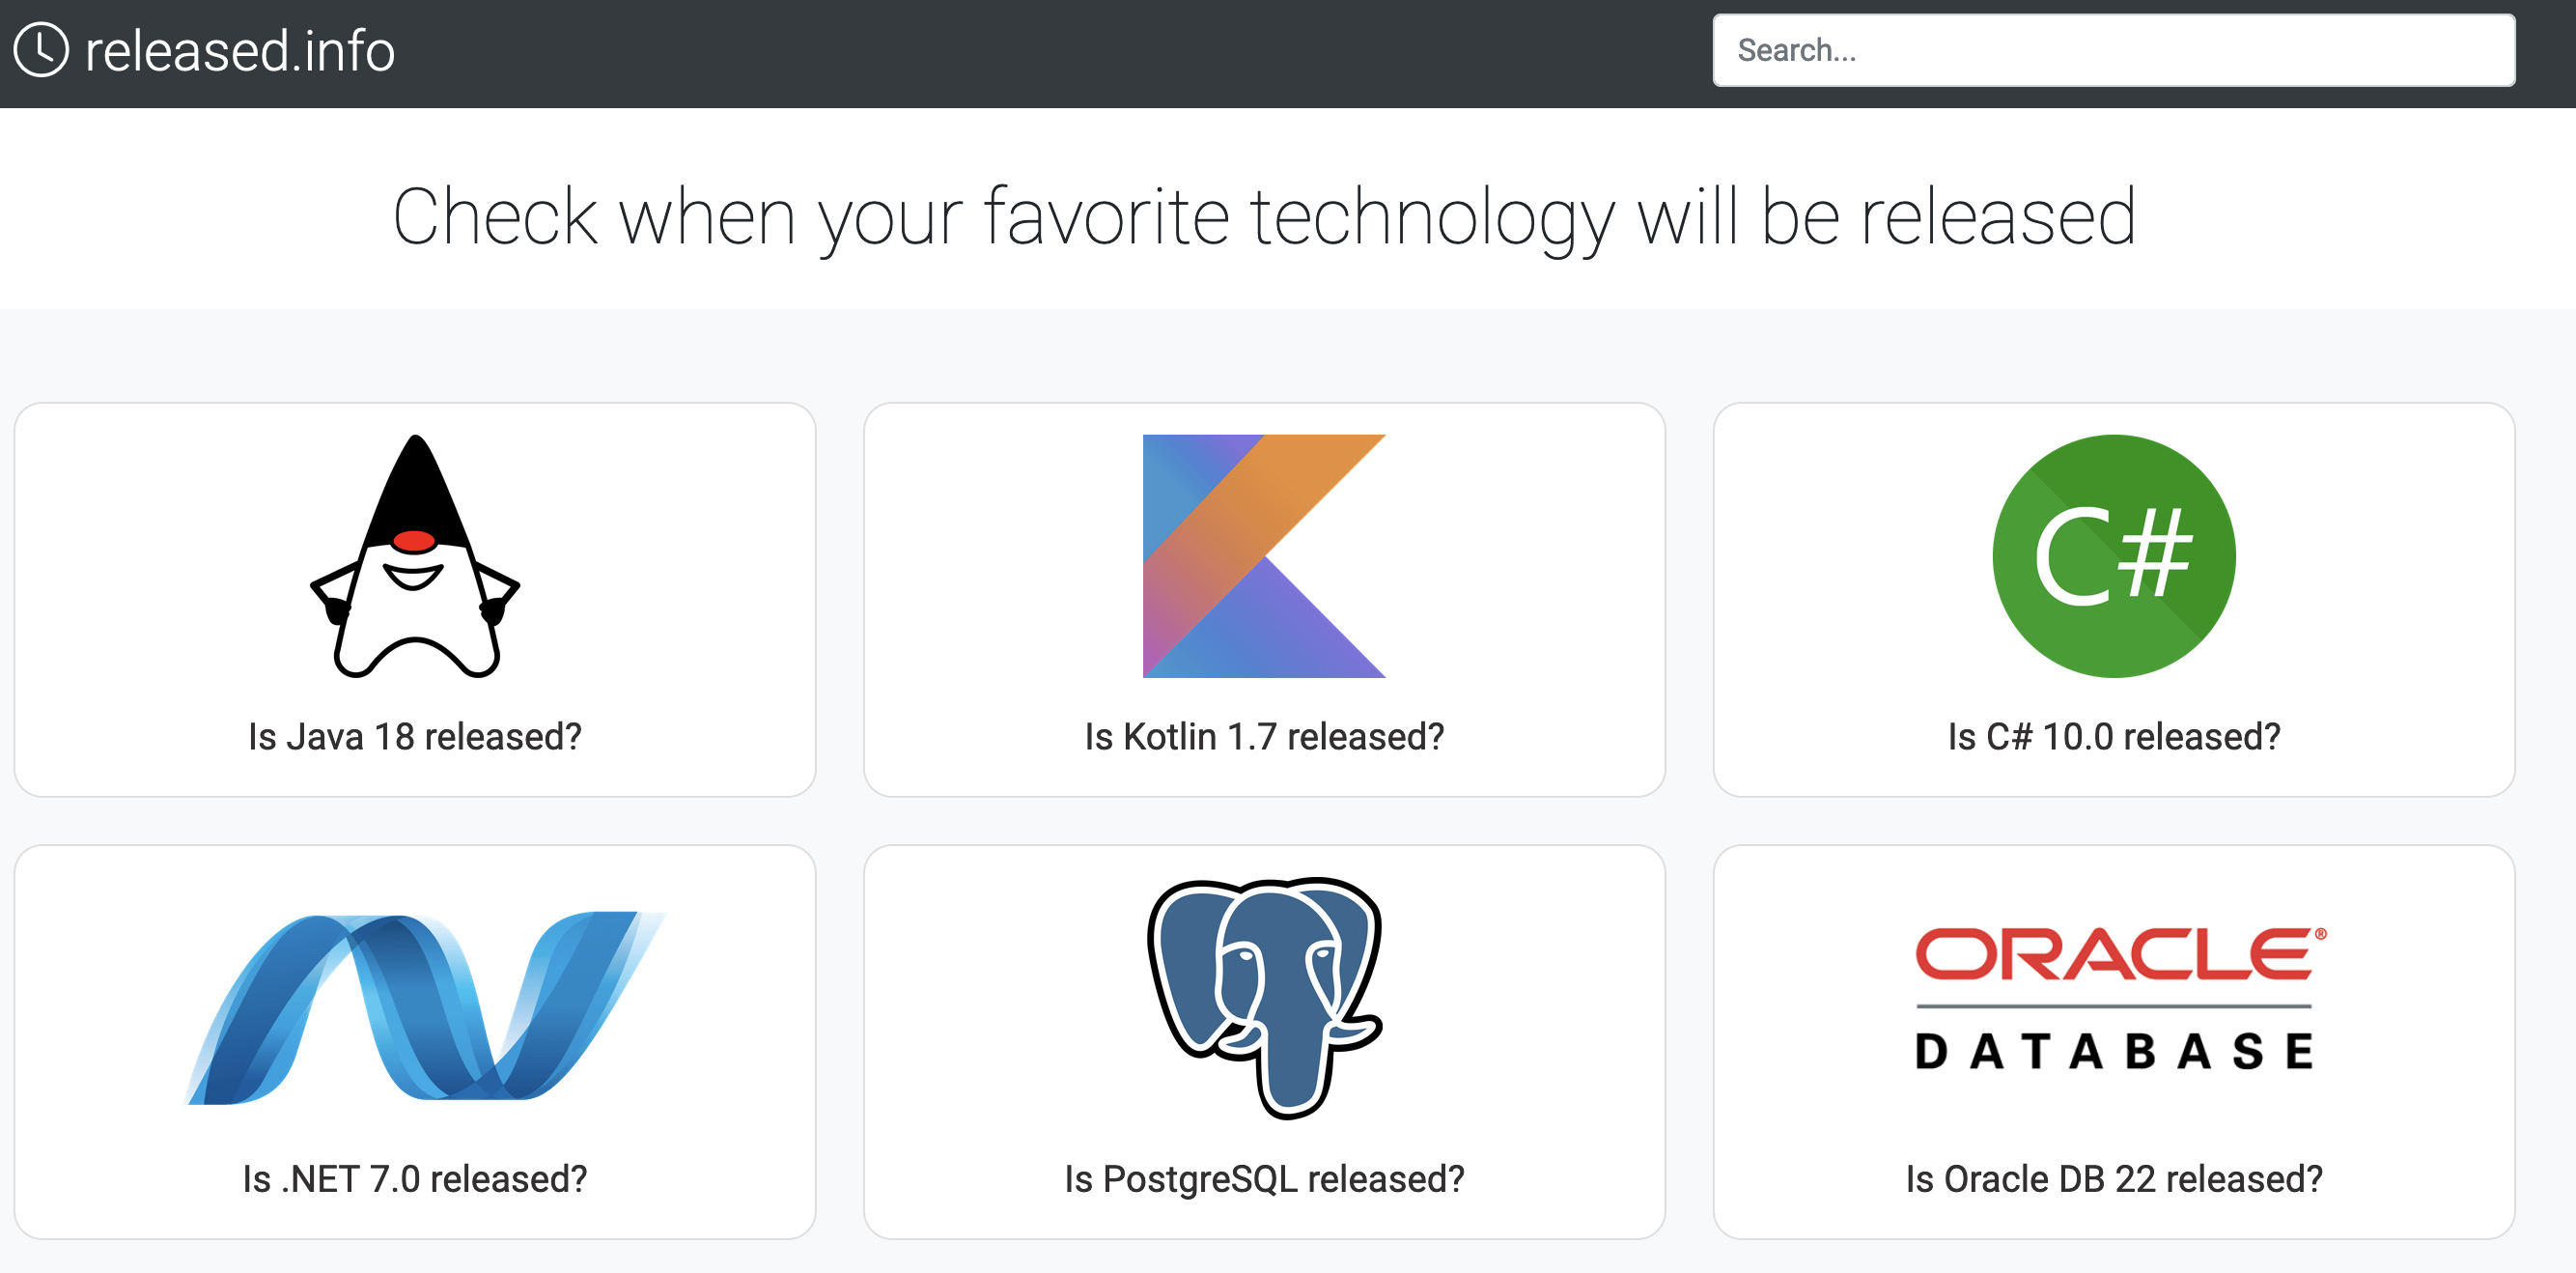 released.info
Search...
Check when your favorite technology will be released
C#
Is Java 18 released?
Is Kotlin 1.7 released?
Is C# 10.0 released?
ORACLE®
DATABASE
Is .NET 7.0 released?
Is PostgreSQL released?
Is Oracle DB 22 released?